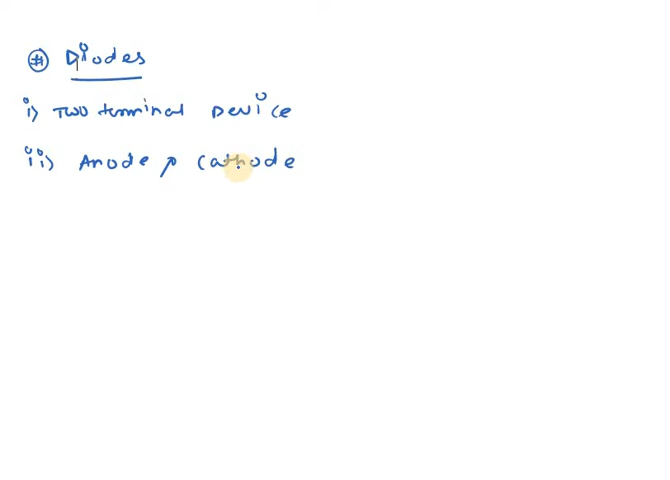 # Diodes
i) Two terminal Device
ii) Anode, Cathode